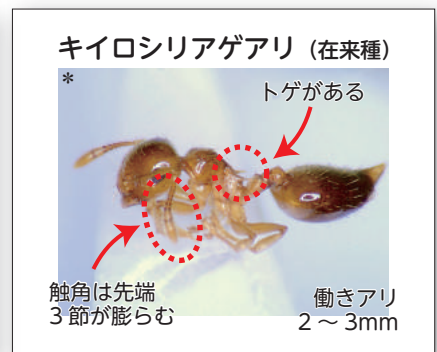 キイロシリアゲアリ（在来種）
*
トゲがある
触角は先端
3 節が膨らむ
働きアリ
2 ～ 3mm